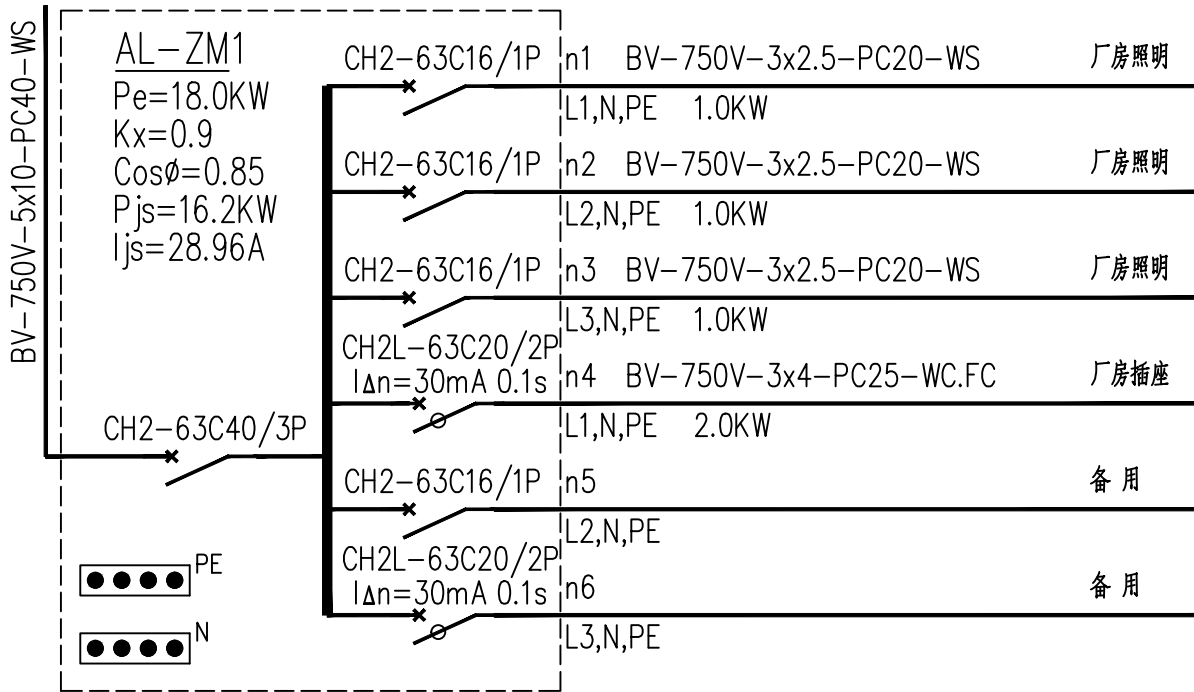 BV-750V-5x10-PC40-WS
AL-ZM1
Pe=18.0KW
Kx=0.9
Cosø=0.85
Pjs=16.2KW
Ijs=28.96A
CH2-63C40/3P
PE
N
CH2-63C16/1P n1 BV-750V-3x2.5-PC20-WS 厂房照明
L1,N,PE 1.0KW
CH2-63C16/1P n2 BV-750V-3x2.5-PC20-WS 厂房照明
L2,N,PE 1.0KW
CH2-63C16/1P n3 BV-750V-3x2.5-PC20-WS 厂房照明
L3,N,PE 1.0KW
CH2L-63C20/2P
IΔn=30mA 0.1s n4 BV-750V-3x4-PC25-WC.FC 厂房插座
L1,N,PE 2.0KW
CH2-63C16/1P n5 备用
L2,N,PE
CH2L-63C20/2P
IΔn=30mA 0.1s n6 备用
L3,N,PE